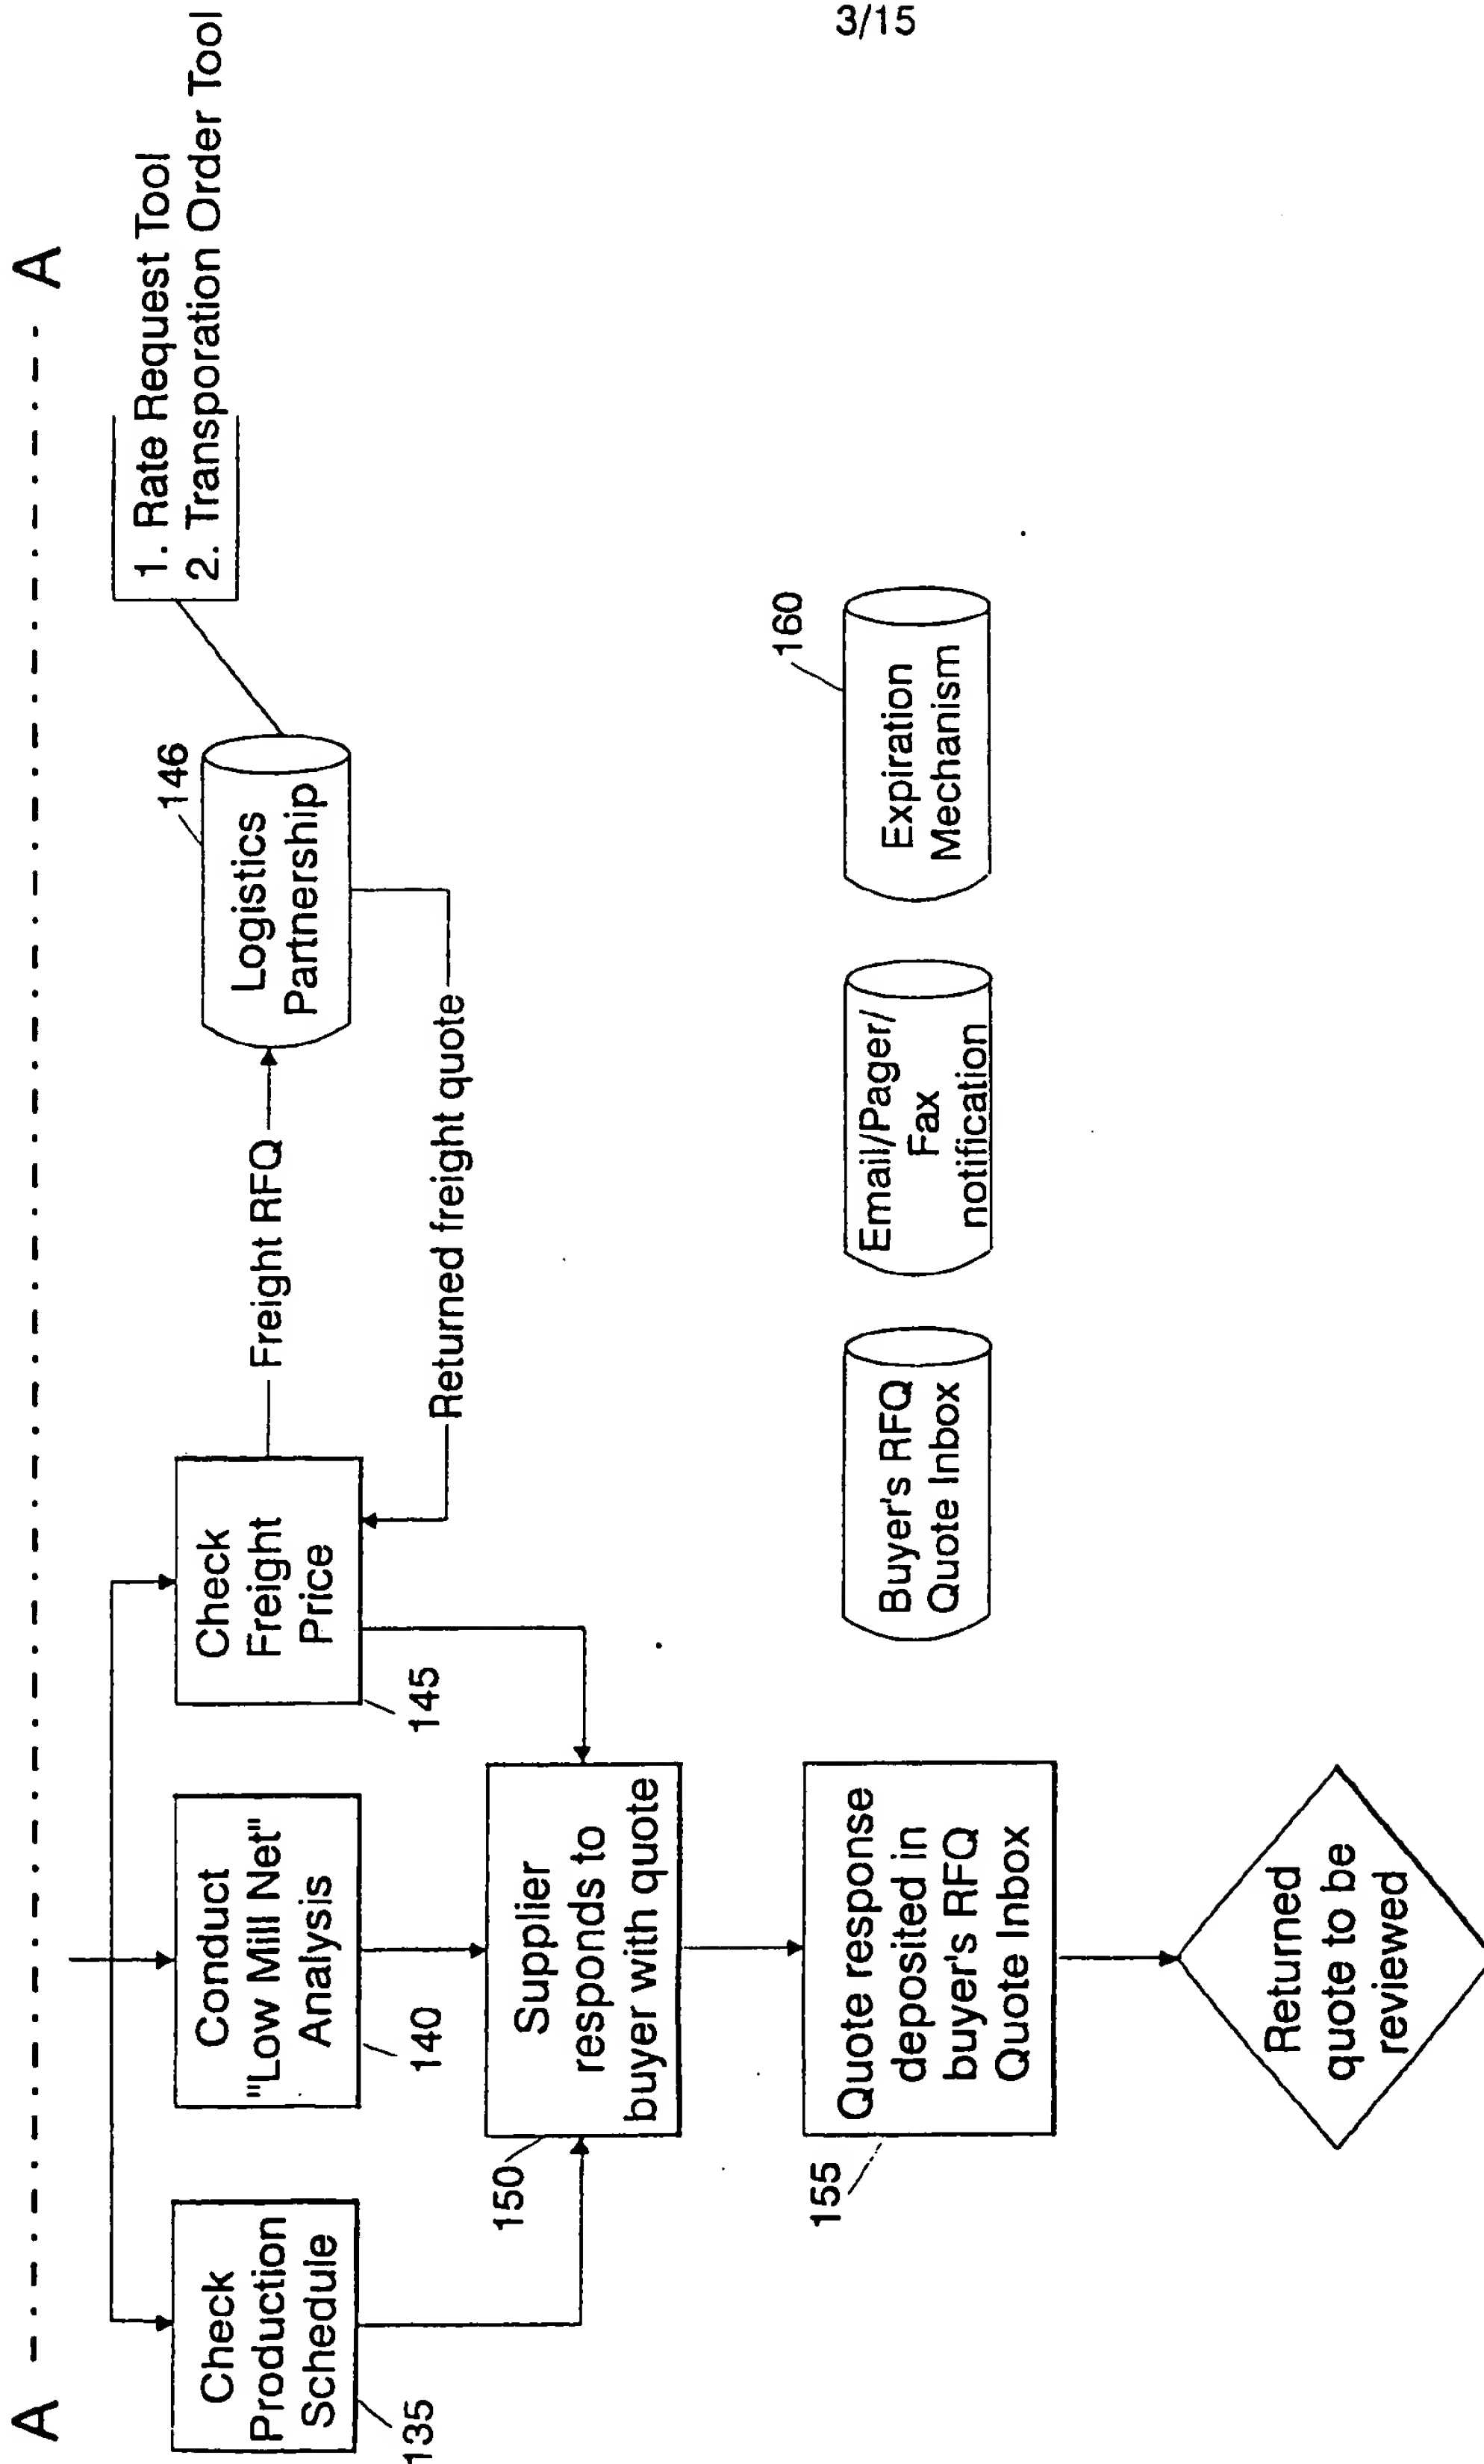 3/15
A
A
1. Rate Request Tool
2. Transporation Order Tool
Check
Production
Schedule
135
Conduct
"Low Mill Net"
Analysis
140
Check
Freight
Price
145
Freight RFQ
Logistics
Partnership
146
Returned freight quote
Supplier
responds to
buyer with quote
150
Quote response
deposited in
buyer's RFQ
Quote Inbox
155
Buyer's RFQ
Quote Inbox
Email/Pager/
Fax
notification
Expiration
Mechanism
160
Returned
quote to be
reviewed